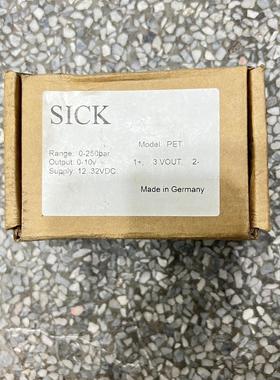 SICK
Model: PET
Range: 0-250bar
Output: 0-10v 1+, 3 VOUT, 2-
Supply: 12..32VDC
Made in Germany